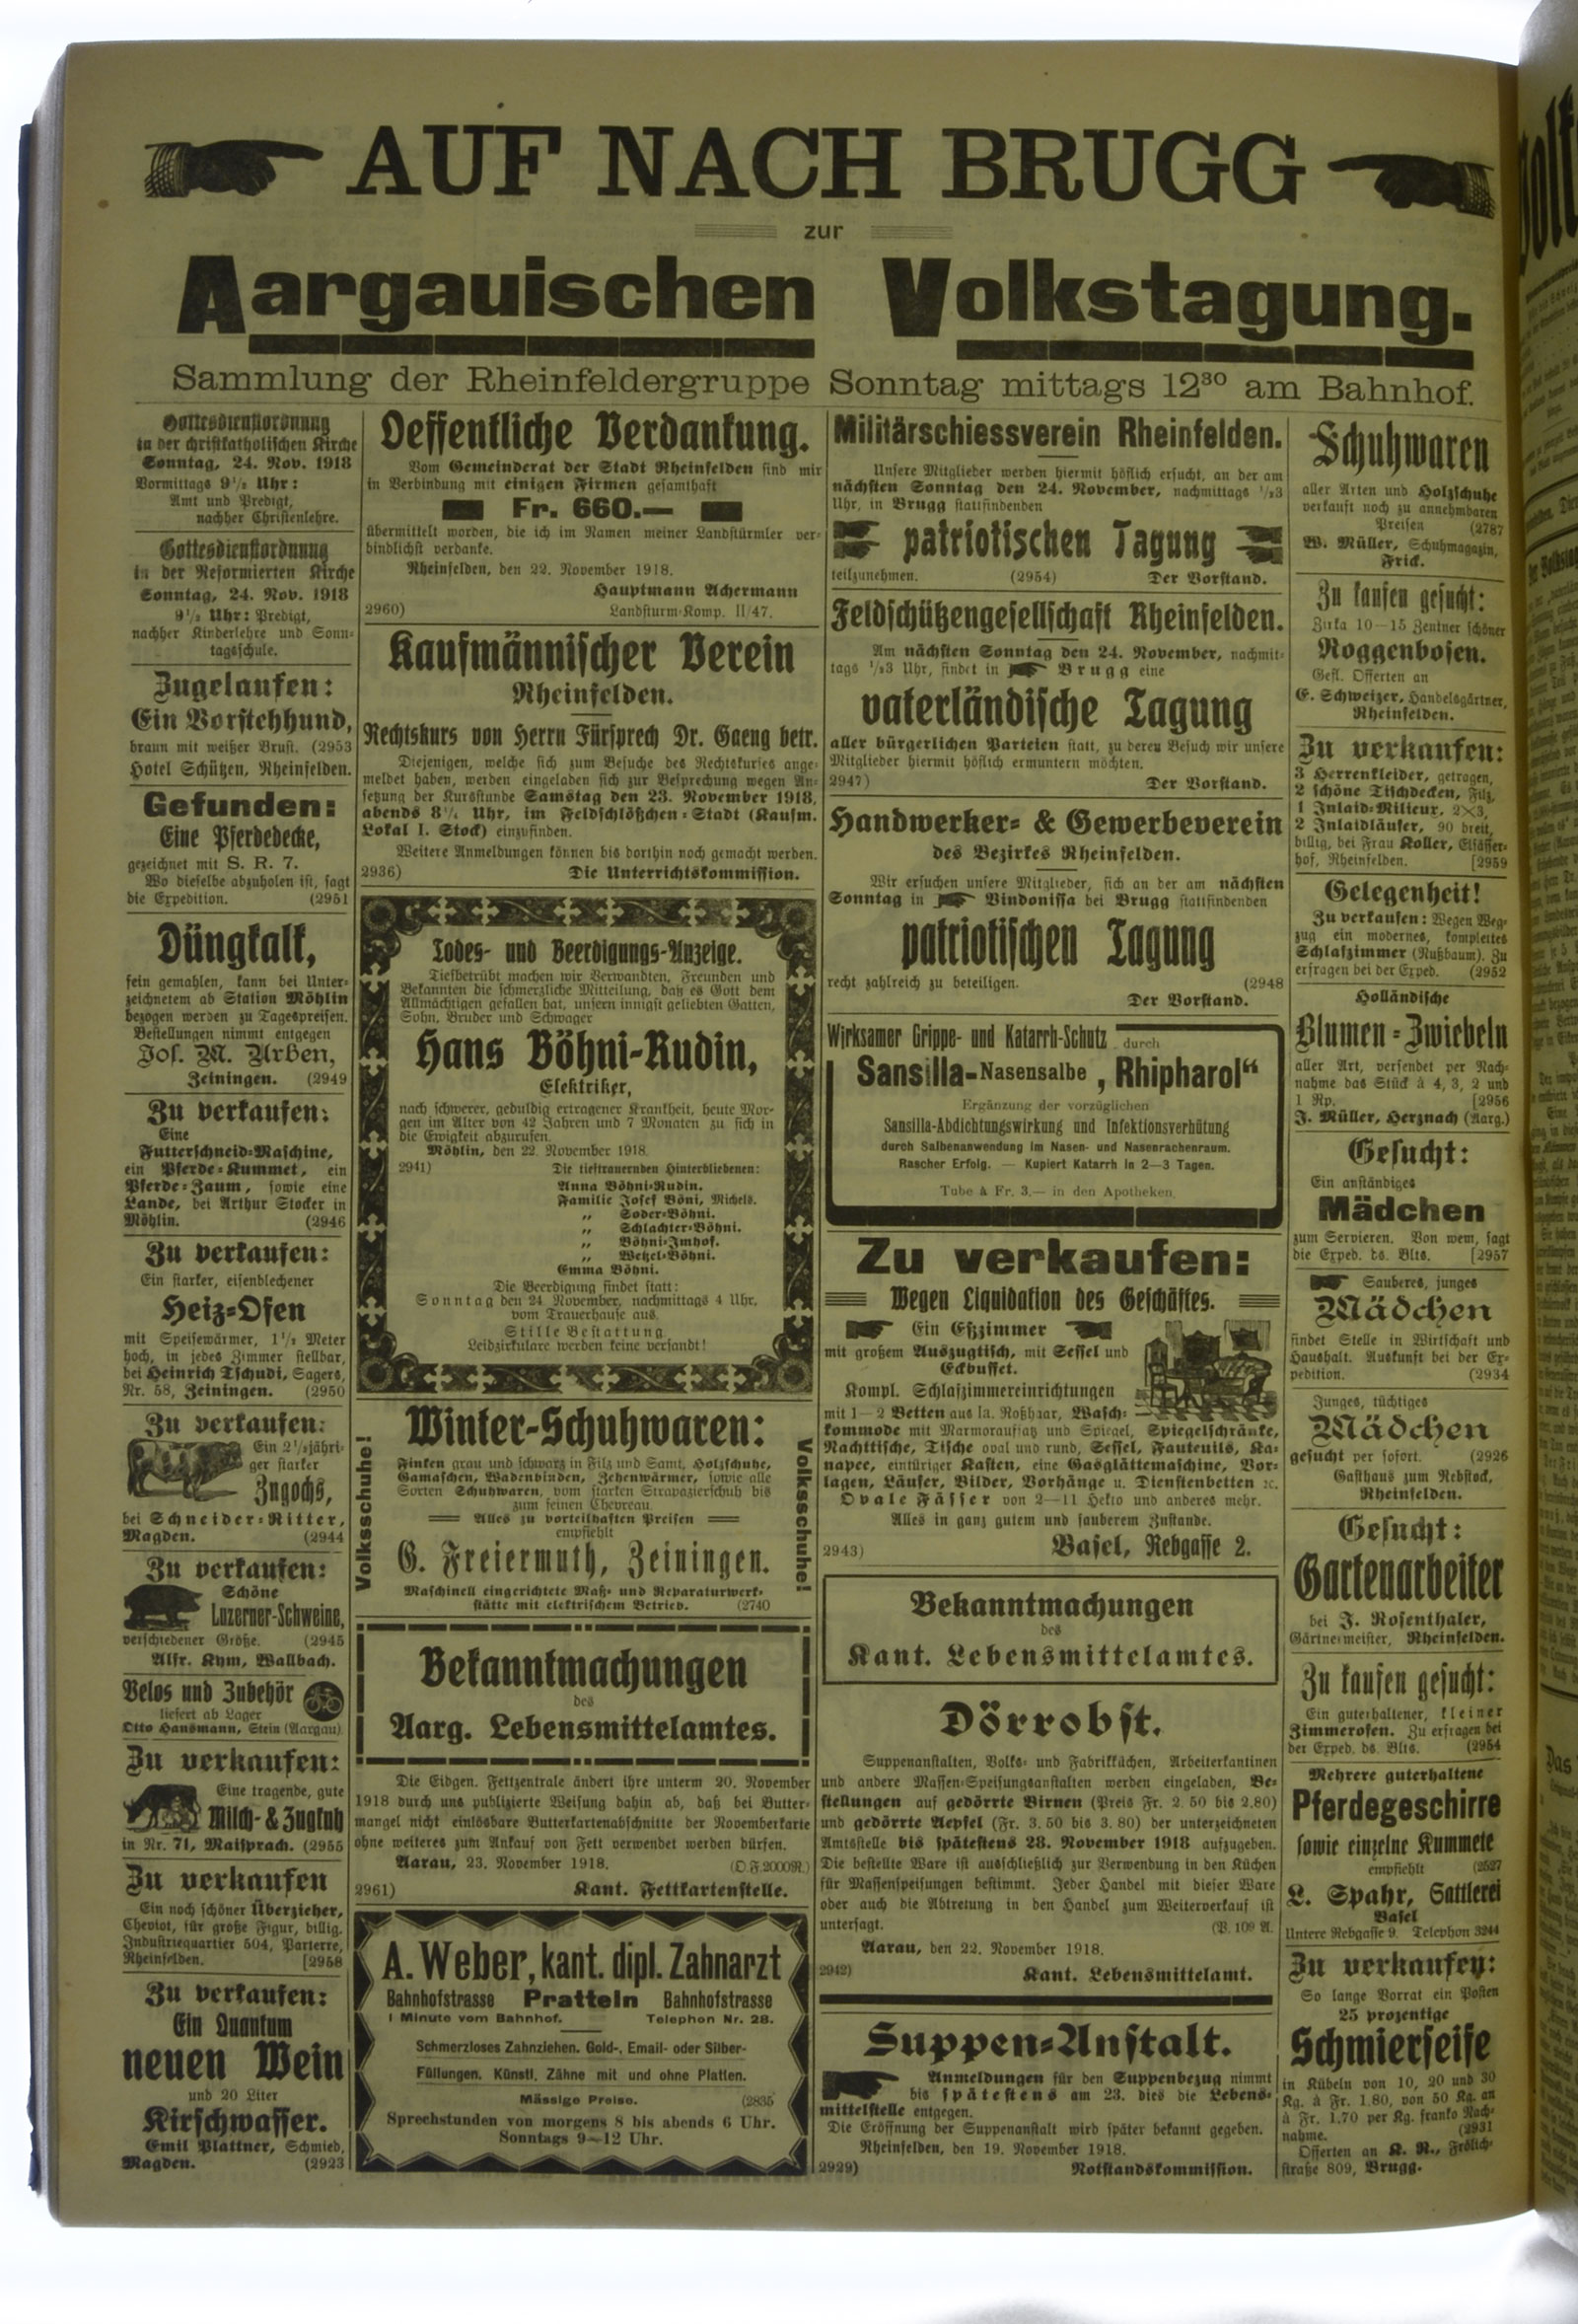 AUF NACH BRUGG
zur
Aargauischen Volkstagung.
Sammlung der Rheinfeldergruppe Sonntag mittags 12³⁰ am Bahnhof.
Gottesdienstordnung
in der christkatholischen Kirche
Sonntag, 24. Nov. 1918
Vormittags 9½ Uhr:
Amt und Predigt,
nachher Christenlehre.
Gottesdienstordnung
in der Reformierten Kirche
Sonntag, 24. Nov. 1918
9½ Uhr: Predigt,
nachher Kinderlehre und Sonn-
tagsschule.
Zugelaufen:
Ein Vorstehhund,
braun mit weißer Brust. (2953
Hotel Schützen, Rheinfelden.
Gefunden:
Eine Pferdedecke,
gezeichnet mit S. R. 7.
Wo dieselbe abzuholen ist, sagt
die Expedition. (2951
Düngkalk,
fein gemahlen, kann bei Unter-
zeichnetem ab Station Möhlin
bezogen werden zu Tagespreisen.
Bestellungen nimmt entgegen
Jos. M. Urben,
Zeiningen. (2949
Zu verkaufen:
Eine
Futterschneid-Maschine,
ein Pferde-Kummet, ein
Pferde-Zaum, sowie eine
Lande, bei Arthur Stocker in
Möhlin. (2946
Zu verkaufen:
Ein starker, eisenblechener
Heiz-Ofen
mit Speisewärmer, 1½ Meter
hoch, in jedes Zimmer stellbar,
bei Heinrich Tschudi, Sagers,
Nr. 58, Zeiningen. (2950
Zu verkaufen:
Ein 2½jähri-
ger starker
Zugochs,
bei Schneider-Ritter,
Magden. (2944
Zu verkaufen:
Schöne
Luzerner-Schweine,
verschiedener Größe. (2945
Alfr. Kym, Wallbach.
Velos und Zubehör
liefert ab Lager
Otto Hausmann, Stein (Aargau).
Zu verkaufen:
Eine tragende, gute
Milch- & Zugkuh
in Nr. 71, Maisprach. (2955
Zu verkaufen
Ein noch schöner Überzieher,
Cheviot, für große Figur, billig.
Industriequartier 504, Parterre,
Rheinfelden. [2958
Zu verkaufen:
Ein Quantum
neuen Wein
und 20 Liter
Kirschwasser.
Emil Plattner, Schmied,
Magden. (2923
Oeffentliche Verdankung.
Vom Gemeinderat der Stadt Rheinfelden sind mir
in Verbindung mit einigen Firmen gesamthaft
Fr. 660.—
übermittelt worden, die ich im Namen meiner Landstürmler ver-
bindlichst verdanke.
Rheinfelden, den 22. November 1918.
Hauptmann Achermann
2960) Landsturm-Komp. II/47.
Kaufmännischer Verein
Rheinfelden.
Rechtskurs von Herrn Fürsprech Dr. Gaeng betr.
Diejenigen, welche sich zum Besuche des Rechtskurses ange-
meldet haben, werden eingeladen sich zur Besprechung wegen An-
setzung der Kursstunde Samstag den 23. November 1918,
abends 8¼ Uhr, im Feldschlößchen-Stadt (Kaufm.
Lokal I. Stock) einzufinden.
Weitere Anmeldungen können bis dorthin noch gemacht werden.
2936) Die Unterrichtskommission.
Todes- und Beerdigungs-Anzeige.
Tiefbetrübt machen wir Verwandten, Freunden und
Bekannten die schmerzliche Mitteilung, daß es Gott dem
Allmächtigen gefallen hat, unsern innigst geliebten Gatten,
Sohn, Bruder und Schwager
Hans Böhni-Rudin,
Elektriker,
nach schwerer, geduldig ertragener Krankheit, heute Mor-
gen im Alter von 42 Jahren und 7 Monaten zu sich in
die Ewigkeit abzurufen.
Möhlin, den 22. November 1918.
2941) Die tieftrauernden Hinterbliebenen:
Anna Böhni-Rudin.
Familie Josef Böni, Michels.
„ Soder-Böhni.
„ Schlachter-Böhni.
„ Böhni-Imhof.
„ Wetzel-Böhni.
Emma Böhni.
Die Beerdigung findet statt:
Sonntag den 24. November, nachmittags 4 Uhr,
vom Trauerhause aus.
Stille Bestattung.
Leidzirkulare werden keine versandt!
Volksschuhe!
Winter-Schuhwaren:
Finken grau und schwarz in Filz und Samt, Holzschuhe,
Gamaschen, Wadenbinden, Zehenwärmer, sowie alle
Sorten Schuhwaren, vom starken Strapazierschuh bis
zum feinen Chevreau.
Alles zu vorteilhaften Preisen
empfiehlt
G. Freiermuth, Zeiningen.
Maschinell eingerichtete Maß- und Reparaturwerk-
stätte mit elektrischem Betrieb. (2740
Volksschuhe!
Bekanntmachungen
des
Aarg. Lebensmittelamtes.
Die Eidgen. Fettzentrale ändert ihre unterm 20. November
1918 durch uns publizierte Weisung dahin ab, daß bei Butter-
mangel nicht einlösbare Butterkartenabschnitte der Novemberkarte
ohne weiteres zum Ankauf von Fett verwendet werden dürfen.
Aarau, 23. November 1918. (O.F.2000R.)
2961) Kant. Fettkartenstelle.
A. Weber, kant. dipl. Zahnarzt
Bahnhofstrasse Pratteln Bahnhofstrasse
1 Minute vom Bahnhof. Telephon Nr. 28.
Schmerzloses Zahnziehen. Gold-, Email- oder Silber-
Füllungen. Künstl. Zähne mit und ohne Platten.
Mässige Preise. (2835
Sprechstunden von morgens 8 bis abends 6 Uhr.
Sonntags 9—12 Uhr.
Militärschiessverein Rheinfelden.
Unsere Mitglieder werden hiermit höflich ersucht, an der am
nächsten Sonntag den 24. November, nachmittags ½3
Uhr, in Brugg stattfindenden
patriotischen Tagung
teilzunehmen. (2954) Der Vorstand.
Feldschützengesellschaft Rheinfelden.
Am nächsten Sonntag den 24. November, nachmit-
tags ½3 Uhr, findet in Brugg eine
vaterländische Tagung
aller bürgerlichen Parteien statt, zu deren Besuch wir unsere
Mitglieder hiermit höflich ermuntern möchten.
2947) Der Vorstand.
Handwerker- & Gewerbeverein
des Bezirkes Rheinfelden.
Wir ersuchen unsere Mitglieder, sich an der am nächsten
Sonntag in Vindonissa bei Brugg stattfindenden
patriotischen Tagung
recht zahlreich zu beteiligen. (2948
Der Vorstand.
Wirksamer Grippe- und Katarrh-Schutz durch
Sansilla-Nasensalbe „Rhipharol“
Ergänzung der vorzüglichen
Sansilla-Abdichtungswirkung und Infektionsverhütung
durch Salbenanwendung im Nasen- und Nasenrachenraum.
Rascher Erfolg. — Kupiert Katarrh in 2—3 Tagen.
Tube à Fr. 3.— in den Apotheken.
Zu verkaufen:
Wegen Liquidation des Geschäftes.
Ein Eßzimmer
mit großem Auszugtisch, mit Sessel und
Eckbuffet.
Kompl. Schlafzimmereinrichtungen
mit 1—2 Betten aus Ia. Roßhaar, Wasch-
kommode mit Marmoraufsatz und Spiegel, Spiegelschränke,
Nachttische, Tische oval und rund, Sessel, Fauteuils, Ka-
napee, eintüriger Kasten, eine Gasglättemaschine, Vor-
lagen, Läufer, Bilder, Vorhänge u. Dienstenbetten ꝛc.
Ovale Fässer von 2—11 Hekto und anderes mehr.
Alles in ganz gutem und sauberem Zustande.
2943) Basel, Rebgasse 2.
Bekanntmachungen
des
Kant. Lebensmittelamtes.
Dörrobst.
Suppenanstalten, Volks- und Fabrikküchen, Arbeiterkantinen
und andere Massen-Speisungsanstalten werden eingeladen, Be-
stellungen auf gedörrte Birnen (Preis Fr. 2.50 bis 2.80)
und gedörrte Aepfel (Fr. 3.50 bis 3.80) der unterzeichneten
Amtsstelle bis spätestens 28. November 1918 aufzugeben.
Die bestellte Ware ist ausschließlich zur Verwendung in den Küchen
für Massenspeisungen bestimmt. Jeder Handel mit dieser Ware
oder auch die Abtretung in den Handel zum Weiterverkauf ist
untersagt. (P. 109 A.
Aarau, den 22. November 1918.
2942) Kant. Lebensmittelamt.
Suppen-Anstalt.
Anmeldungen für den Suppenbezug nimmt
bis spätestens am 23. dies die Lebens-
mittelstelle entgegen.
Die Eröffnung der Suppenanstalt wird später bekannt gegeben.
Rheinfelden, den 19. November 1918.
2929) Notstandskommission.
Schuhwaren
aller Arten und Holzschuhe
verkauft noch zu annehmbaren
Preisen (2787
W. Müller, Schuhmagazin,
Frick.
Zu kaufen gesucht:
Zirka 10—15 Zentner schöner
Roggenbosen.
Gefl. Offerten an
E. Schweizer, Handelsgärtner,
Rheinfelden.
Zu verkaufen:
3 Herrenkleider, getragen,
2 schöne Tischdecken, Filz,
1 Inlaid-Milieur, 2×3,
2 Inlaidläufer, 90 breit,
billig, bei Frau Koller, Elsässer-
hof, Rheinfelden. [2959
Gelegenheit!
Zu verkaufen: Wegen Weg-
zug ein modernes, komplettes
Schlafzimmer (Nußbaum). Zu
erfragen bei der Exped. (2952
Holländische
Blumen-Zwiebeln
aller Art, versendet per Nach-
nahme das Stück à 4, 3, 2 und
1 Rp. [2956
J. Müller, Herznach (Aarg.)
Gesucht:
Ein anständiges
Mädchen
zum Servieren. Von wem, sagt
die Exped. ds. Blts. [2957
Sauberes, junges
Mädchen
findet Stelle in Wirtschaft und
Haushalt. Auskunft bei der Ex-
pedition. (2934
Junges, tüchtiges
Mädchen
gesucht per sofort. (2926
Gasthaus zum Rebstock,
Rheinfelden.
Gesucht:
Gartenarbeiter
bei J. Rosenthaler,
Gärtnermeister, Rheinfelden.
Zu kaufen gesucht:
Ein guterhaltener, kleiner
Zimmerofen. Zu erfragen bei
der Exped. ds. Blts. (2954
Mehrere guterhaltene
Pferdegeschirre
sowie einzelne Kummete
empfiehlt (2527
L. Spahr, Sattlerei
Basel
Untere Rebgasse 9. Telephon 3244
Zu verkaufen:
So lange Vorrat ein Posten
25 prozentige
Schmierseife
in Kübeln von 10, 20 und 30
Kg. à Fr. 1.80, von 50 Kg. an
à Fr. 1.70 per Kg. franko Nach-
nahme. (2931
Offerten an K. R., Frölich-
straße 809, Brugg.